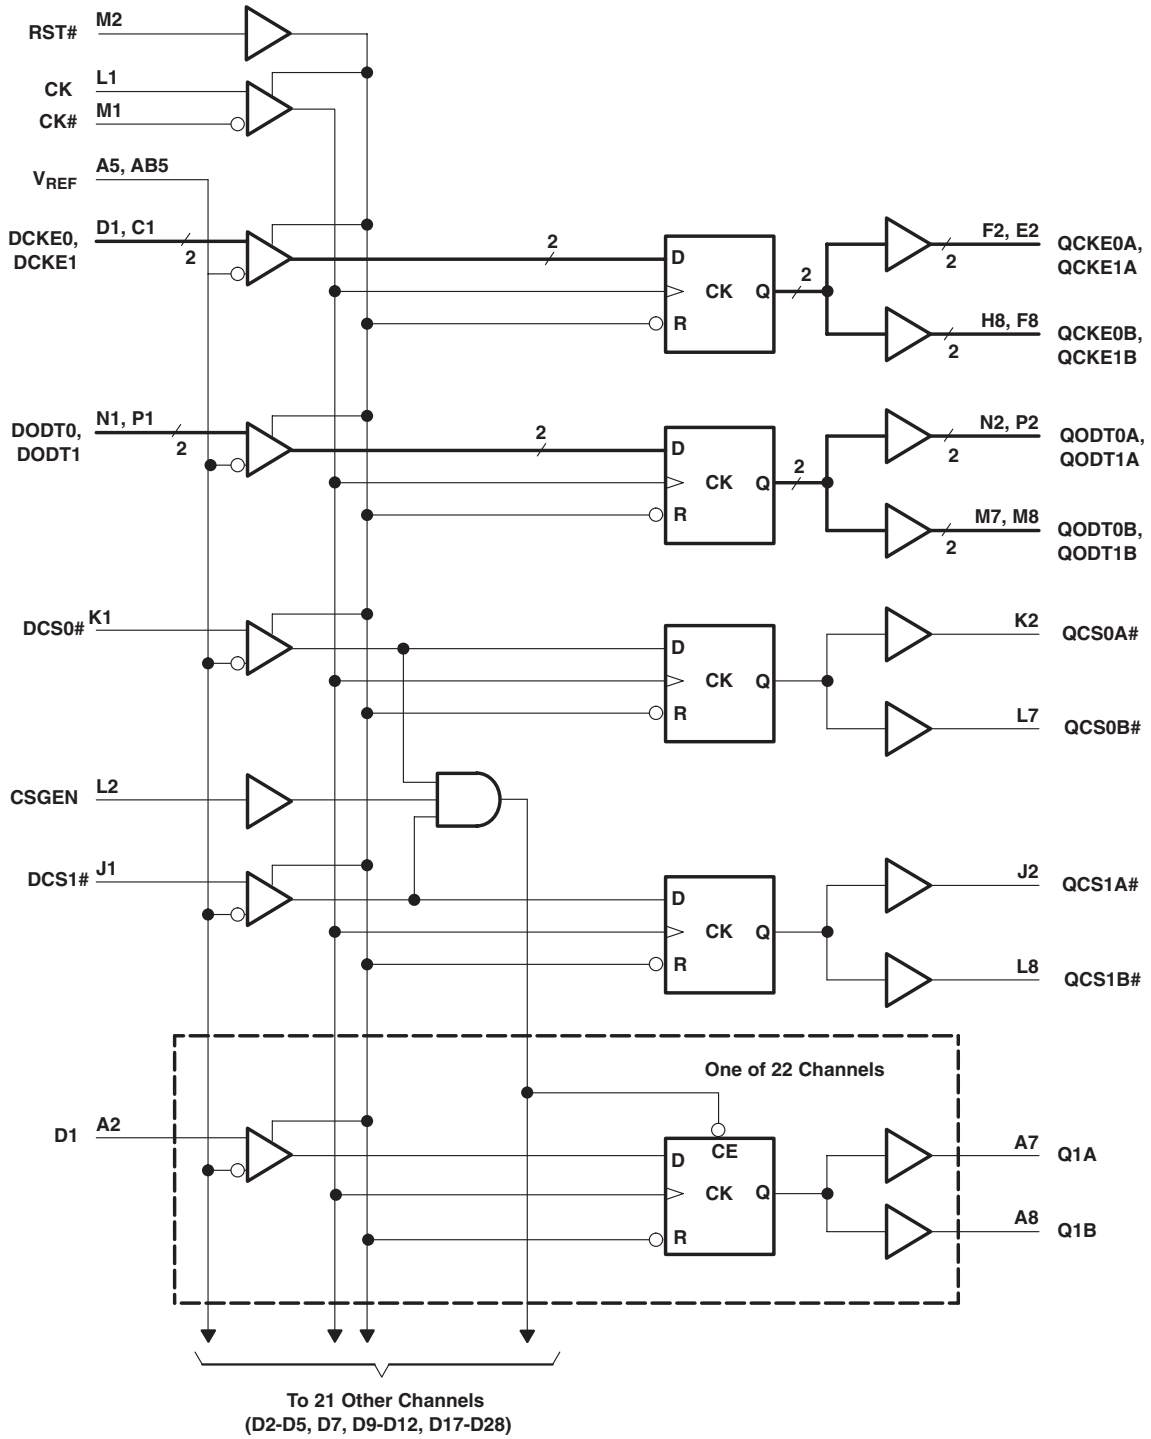 RST# M2
CK L1
CK# M1
VREF A5, AB5
DCKE0, D1, C1
DCKE1 2
2
D
CK Q
R
2
F2, E2 QCKE0A,
2 QCKE1A
H8, F8 QCKE0B,
2 QCKE1B
DODT0, N1, P1
DODT1 2
2
D
CK Q
R
2
N2, P2 QODT0A,
2 QODT1A
M7, M8 QODT0B,
2 QODT1B
DCS0# K1
D
CK Q
R
K2 QCS0A#
L7 QCS0B#
CSGEN L2
DCS1# J1
D
CK Q
R
J2 QCS1A#
L8 QCS1B#
One of 22 Channels
D1 A2
CE
D
CK Q
R
A7 Q1A
A8 Q1B
To 21 Other Channels
(D2-D5, D7, D9-D12, D17-D28)